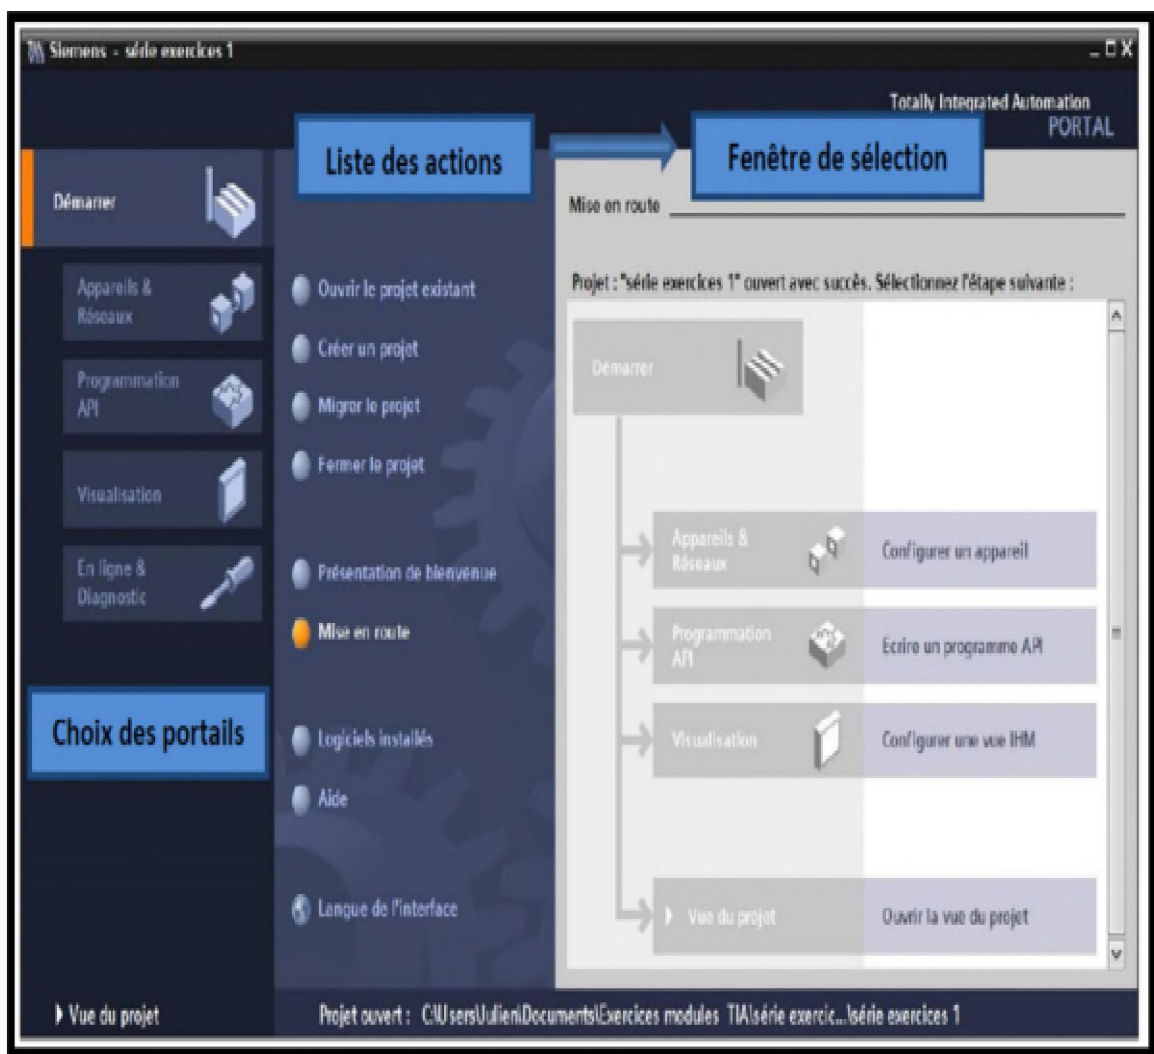 Siemens - série exercices 1
Totally Integrated Automation
PORTAL
Liste des actions
Fenêtre de sélection
Démarrer
Appareils &
Réseaux
Programmation
API
Visualisation
En ligne &
Diagnostic
Choix des portails
Vue du projet
Ouvrir le projet existant
Créer un projet
Migrer le projet
Fermer le projet
Présentation de bienvenue
Mise en route
Logiciels installés
Aide
Langue de l'interface
Mise en route
Projet : "série exercices 1" ouvert avec succès. Sélectionnez l'étape suivante :
Démarrer
Appareils &
Réseaux
Configurer un appareil
Programmation
API
Ecrire un programme API
Visualisation
Configurer une vue IHM
Vue du projet
Ouvrir la vue du projet
Projet ouvert : C:\Users\Julien\Documents\Exercices modules TIA\série exercic...\série exercices 1